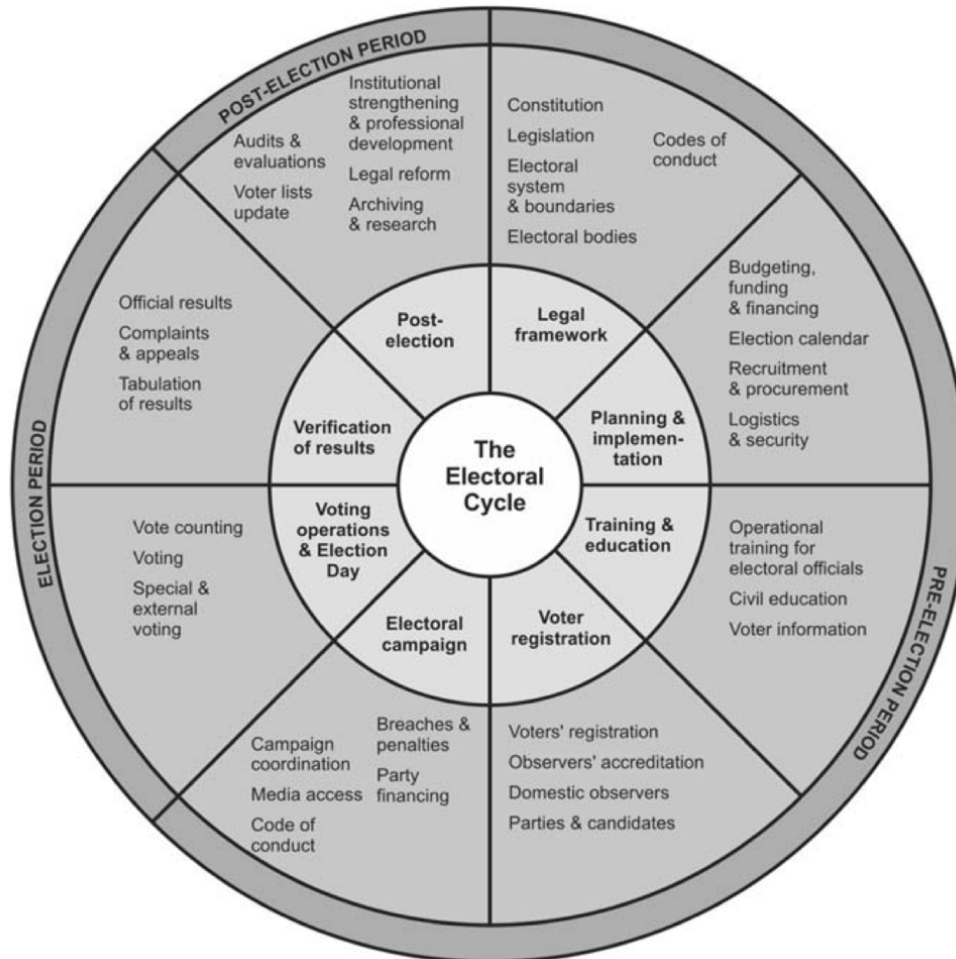 POST-ELECTION PERIOD
Institutional
strengthening
& professional
development
Legal reform
Archiving
& research
Audits &
evaluations
Voter lists
update
Constitution
Legislation
Electoral
system
& boundaries
Electoral bodies
Codes of
conduct
Budgeting,
funding
& financing
Election calendar
Recruitment
& procurement
Logistics
& security
Official results
Complaints
& appeals
Tabulation
of results
Post-
election
Legal
framework
Verification
of results
Planning &
implemen-
tation
The
Electoral
Cycle
Voting
operations
& Election
Day
Training &
education
Electoral
campaign
Voter
registration
ELECTION PERIOD
Vote counting
Voting
Special &
external
voting
Operational
training for
electoral officials
Civil education
Voter information
PRE-ELECTION PERIOD
Campaign
coordination
Media access
Code of
conduct
Breaches &
penalties
Party
financing
Voters' registration
Observers' accreditation
Domestic observers
Parties & candidates